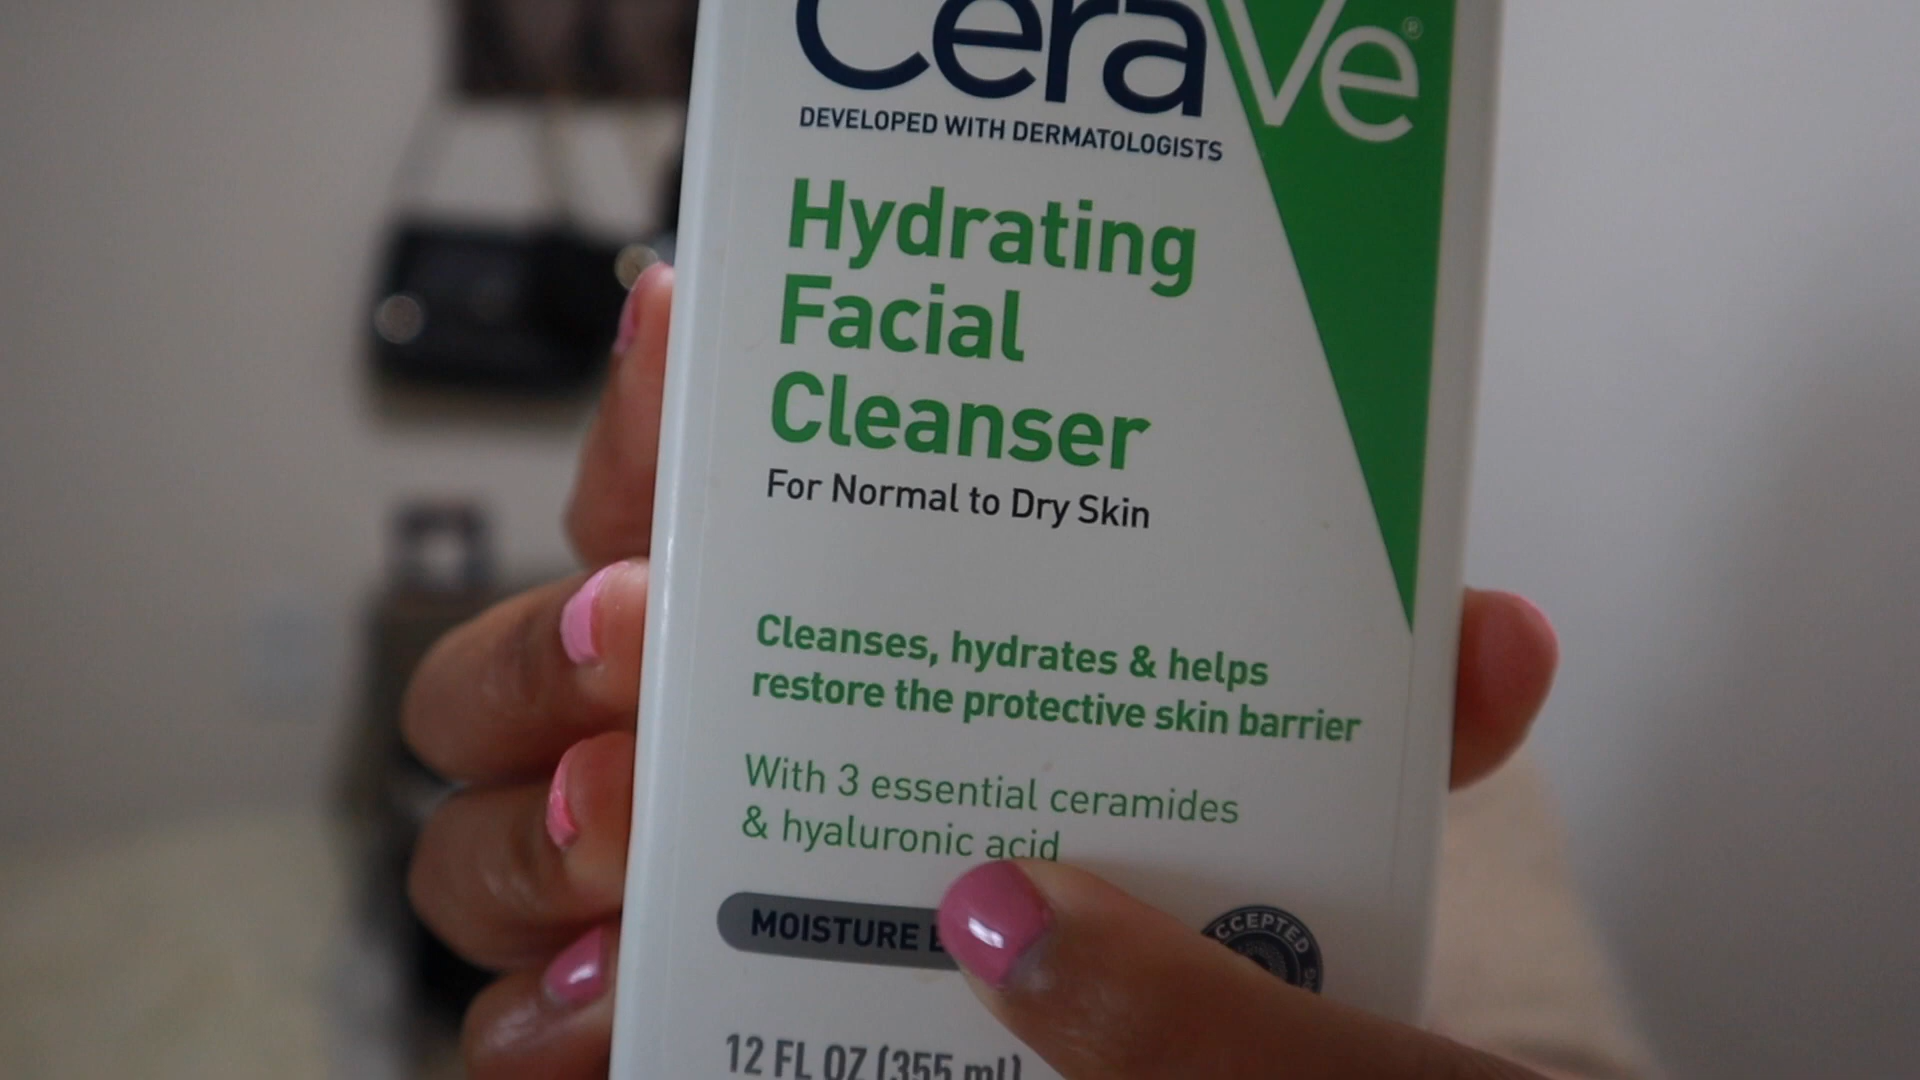 CeraVe®
DEVELOPED WITH DERMATOLOGISTS
Hydrating
Facial
Cleanser
For Normal to Dry Skin
Cleanses, hydrates & helps
restore the protective skin barrier
With 3 essential ceramides
& hyaluronic acid
MOISTURE
12 FL OZ (355 ml)